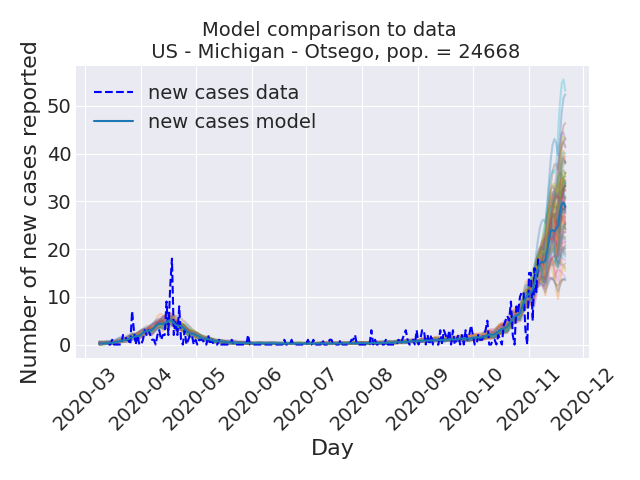 Model comparison to data
US - Michigan - Otsego, pop. = 24668
Number of new cases reported
50
40
30
20
10
0
new cases data
new cases model
2020-03
2020-04
2020-05
2020-06
2020-07
2020-08
2020-09
2020-10
2020-11
2020-12
Day